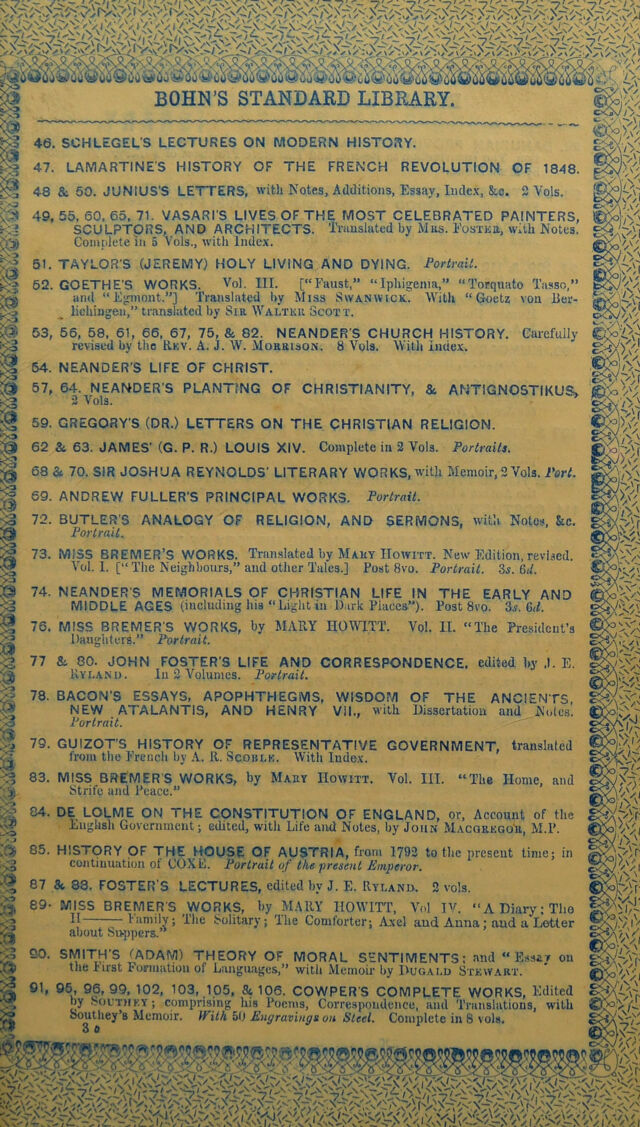 BOHN'S STANDARD LIBRARY.
46. SCHLEGEL'S LECTURES ON MODERN HISTORY.
47. LAMARTINE'S HISTORY OF THE FRENCH REVOLUTION OF 1848.
48 & 50. JUNIUS'S LETTERS, with Notes, Additions, Essay, Index, &c. 2 Vols.
49, 55, 60, 65, 71. VASARI'S LIVES OF THE MOST CELEBRATED PAINTERS,
SCULPTORS, AND ARCHITECTS. Translated by MRS. FOSTER, with Notes.
Complete in 5 Vols., with Index.
51. TAYLOR'S (JEREMY) HOLY LIVING AND DYING. Portrait.
52. GOETHE'S WORKS. Vol. III. ["Faust," "Iphigenia," "Torquato Tasso,"
and "Egmont."] Translated by MISS SWANWICK. With "Goetz von Ber-
lichingen," translated by SIR WALTER SCOTT.
53, 56, 58, 61, 66, 67, 75, & 82. NEANDER'S CHURCH HISTORY. Carefully
revised by the REV. A. J. W. MORRISON. 8 Vols. With index.
54. NEANDER'S LIFE OF CHRIST.
57, 64. NEANDER'S PLANTING OF CHRISTIANITY, & ANTIGNOSTIKUS,
2 Vols.
59. GREGORY'S (DR.) LETTERS ON THE CHRISTIAN RELIGION.
62 & 63. JAMES' (G. P. R.) LOUIS XIV. Complete in 2 Vols. Portraits.
68 & 70. SIR JOSHUA REYNOLDS' LITERARY WORKS, with Memoir, 2 Vols. Port.
69. ANDREW FULLER'S PRINCIPAL WORKS. Portrait.
72. BUTLER'S ANALOGY OF RELIGION, AND SERMONS, with Notes, &c.
Portrait.
73. MISS BREMER'S WORKS. Translated by MARY HOWITT. New Edition, revised.
Vol. I. ["The Neighbours," and other Tales.] Post 8vo. Portrait. 3s. 6d.
74. NEANDER'S MEMORIALS OF CHRISTIAN LIFE IN THE EARLY AND
MIDDLE AGES (including his "Light in Dark Places"). Post 8vo. 3s. 6d.
76. MISS BREMER'S WORKS, by MARY HOWITT. Vol. II. "The President's
Daughters." Portrait.
77 & 80. JOHN FOSTER'S LIFE AND CORRESPONDENCE, edited by J. E.
RYLAND. In 2 Volumes. Portrait.
78. BACON'S ESSAYS, APOPHTHEGMS, WISDOM OF THE ANCIENTS,
NEW ATALANTIS, AND HENRY VII., with Dissertation and Notes.
Portrait.
79. GUIZOT'S HISTORY OF REPRESENTATIVE GOVERNMENT, translated
from the French by A. R. SCOBLE. With Index.
83. MISS BREMER'S WORKS, by MARY HOWITT. Vol. III. "The Home, and
Strife and Peace."
84. DE LOLME ON THE CONSTITUTION OF ENGLAND, or, Account of the
English Government; edited, with Life and Notes, by JOHN MACGREGOR, M.P.
85. HISTORY OF THE HOUSE OF AUSTRIA, from 1792 to the present time; in
continuation of COXE. Portrait of the present Emperor.
87 & 88. FOSTER'S LECTURES, edited by J. E. RYLAND. 2 vols.
89. MISS BREMER'S WORKS, by MARY HOWITT, Vol IV. "A Diary; The
H—— Family; The Solitary; The Comforter; Axel and Anna; and a Letter
about Suppers."
90. SMITH'S (ADAM) THEORY OF MORAL SENTIMENTS; and "Essay on
the First Formation of Languages," with Memoir by DUGALD STEWART.
91, 95, 96, 99, 102, 103, 105, & 106. COWPER'S COMPLETE WORKS, Edited
by SOUTHEY; comprising his Poems, Correspondence, and Translations, with
Southey's Memoir. With 50 Engravings on Steel. Complete in 8 vols.